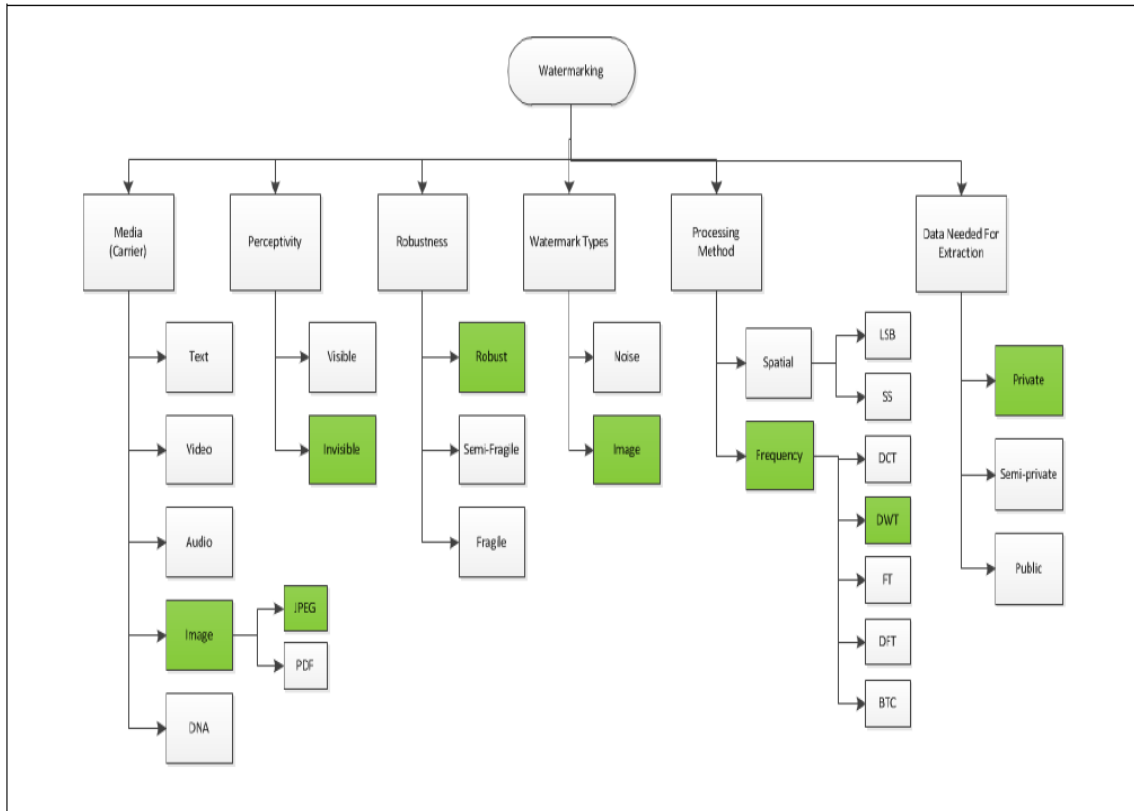 Watermarking
Media
(Carrier)
Perceptivity
Robustness
Watermark Types
Processing
Method
Data Needed For
Extraction
Text
Video
Audio
Image
JPEG
PDF
DNA
Visible
Invisible
Robust
Semi-Fragile
Fragile
Noise
Image
Spatial
LSB
SS
Frequency
DCT
DWT
FT
DFT
BTC
Private
Semi-private
Public